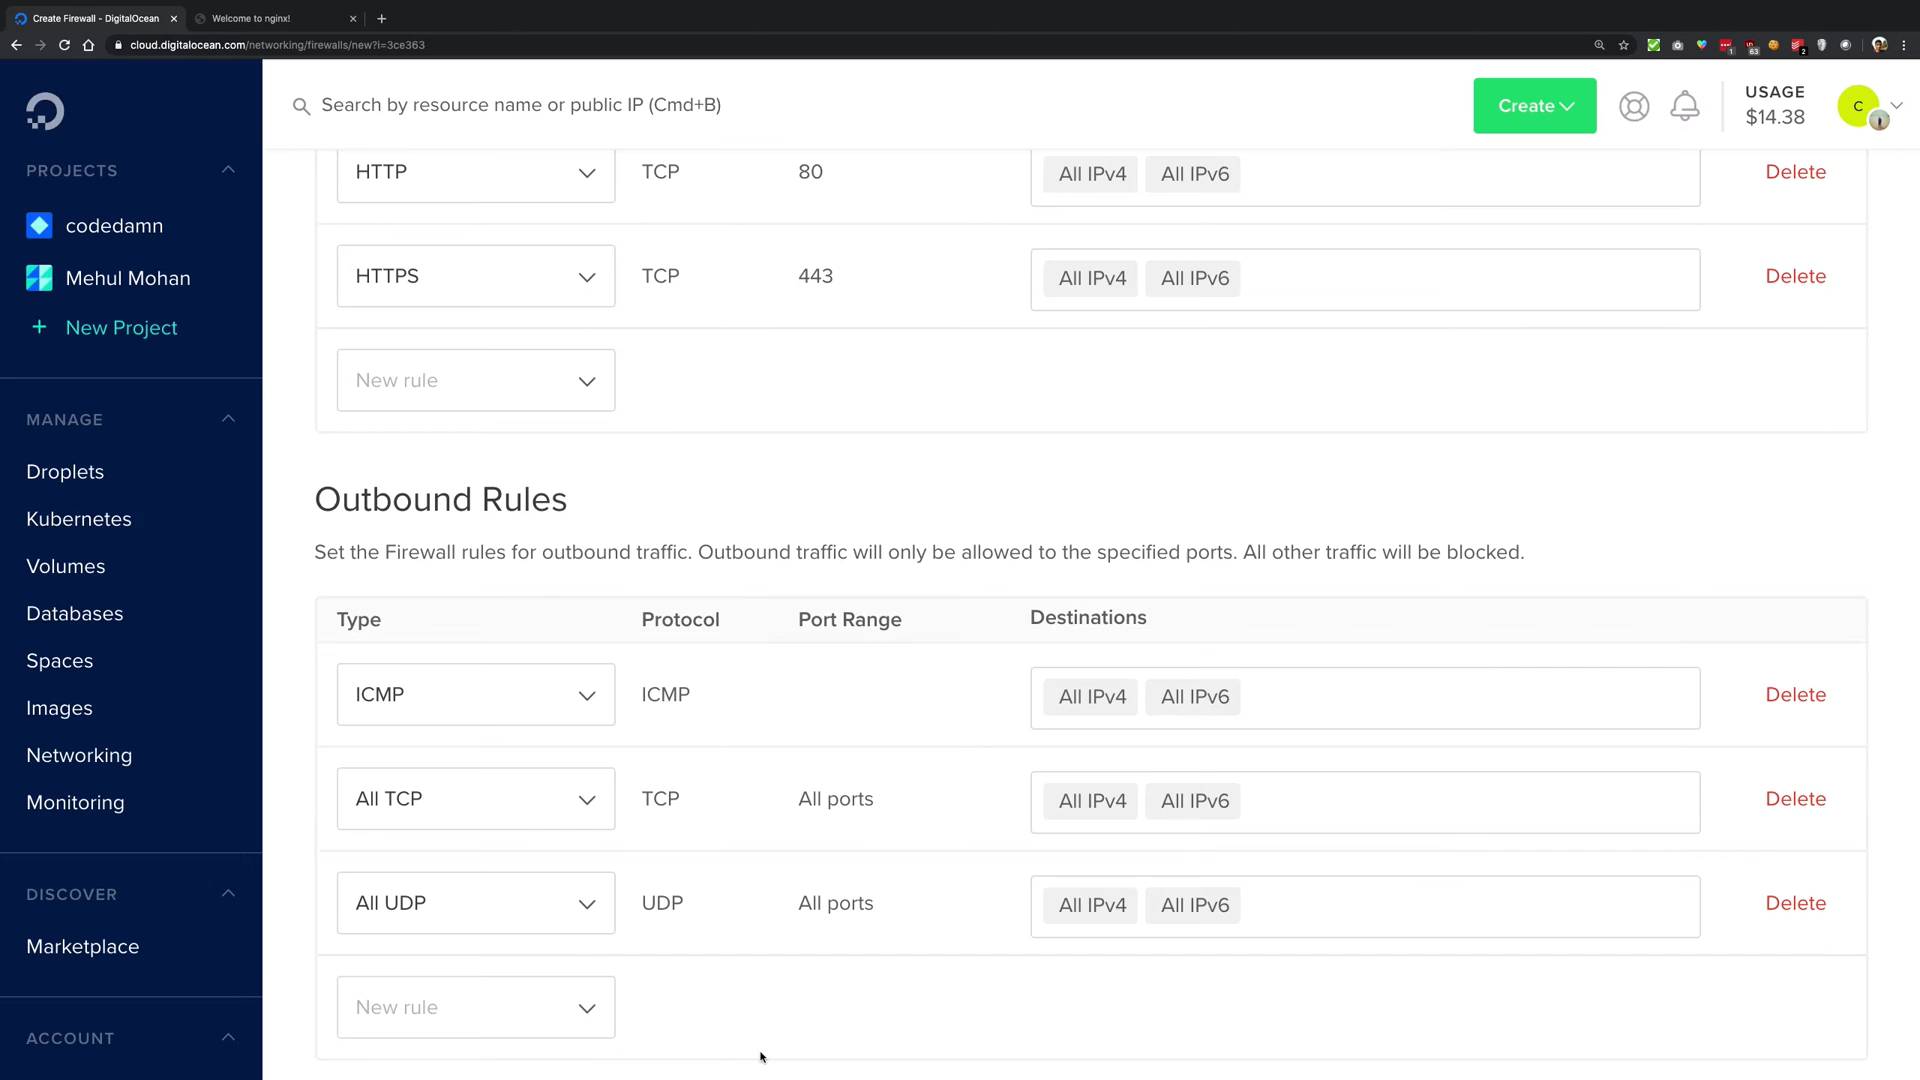 Create Firewall - DigitalOcean
Welcome to nginx!
cloud.digitalocean.com/networking/firewalls/new?i=3ce363
1
63
2
Search by resource name or public IP (Cmd+B)
Create
USAGE
$14.38
C
PROJECTS
codedamn
Mehul Mohan
+ New Project
MANAGE
Droplets
Kubernetes
Volumes
Databases
Spaces
Images
Networking
Monitoring
DISCOVER
Marketplace
ACCOUNT
HTTP TCP 80 All IPv4 All IPv6 Delete
HTTPS TCP 443 All IPv4 All IPv6 Delete
New rule
Outbound Rules
Set the Firewall rules for outbound traffic. Outbound traffic will only be allowed to the specified ports. All other traffic will be blocked.
Type Protocol Port Range Destinations
ICMP ICMP All IPv4 All IPv6 Delete
All TCP TCP All ports All IPv4 All IPv6 Delete
All UDP UDP All ports All IPv4 All IPv6 Delete
New rule